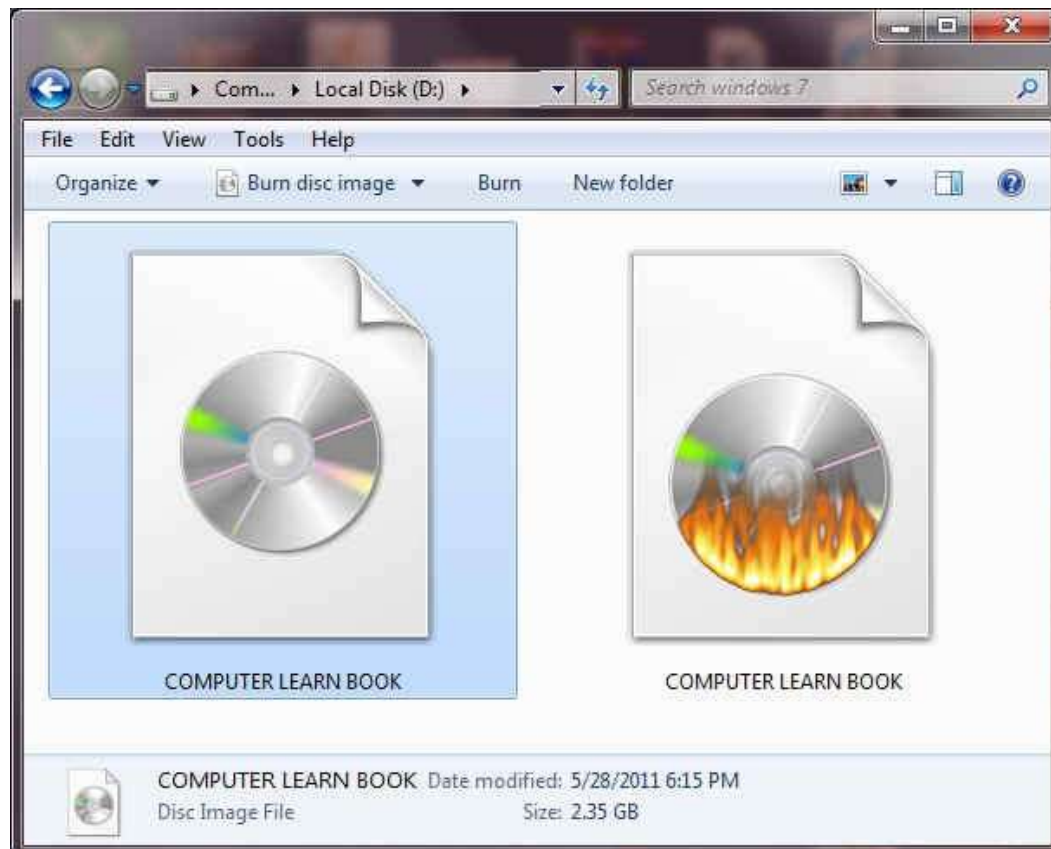 Com... Local Disk (D:) Search windows 7
File Edit View Tools Help
Organize Burn disc image Burn New folder
COMPUTER LEARN BOOK COMPUTER LEARN BOOK
COMPUTER LEARN BOOK Date modified: 5/28/2011 6:15 PM
Disc Image File Size: 2.35 GB